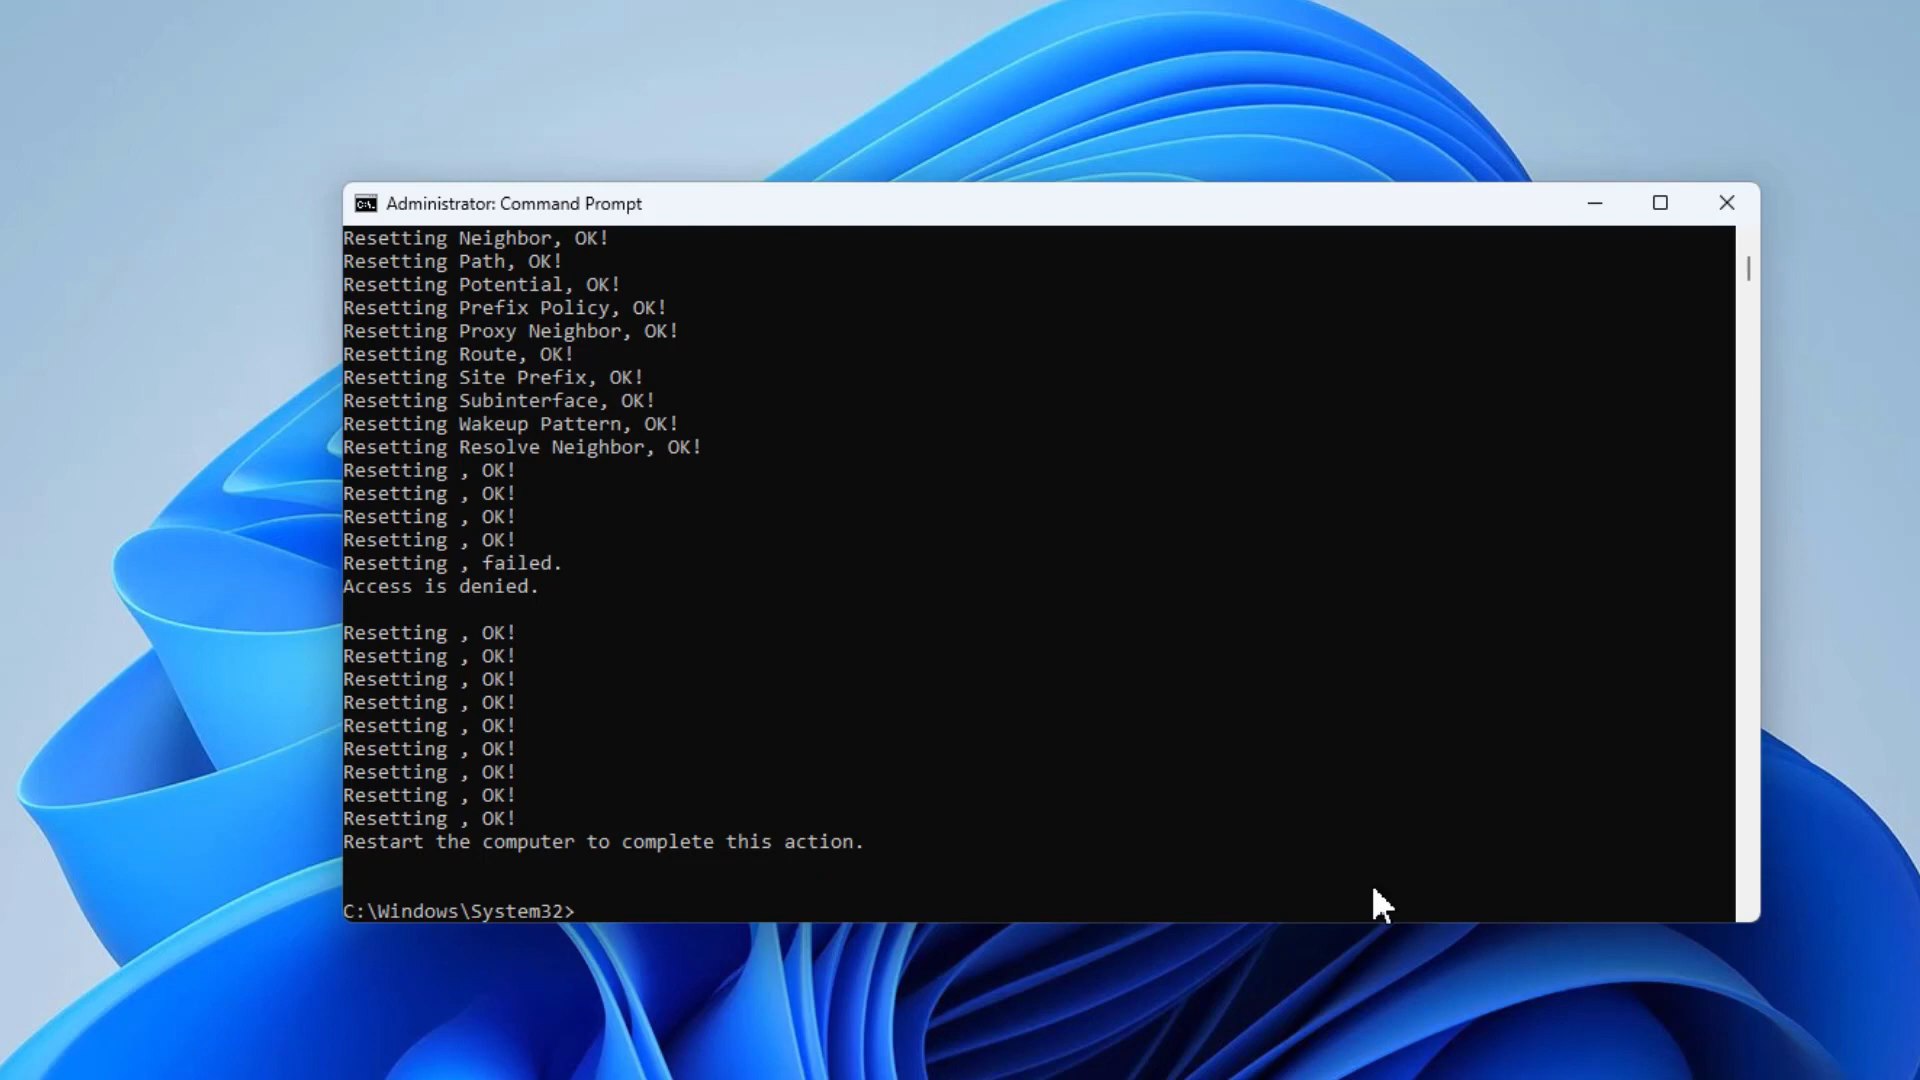 Administrator: Command Prompt
Resetting Neighbor, OK!
Resetting Path, OK!
Resetting Potential, OK!
Resetting Prefix Policy, OK!
Resetting Proxy Neighbor, OK!
Resetting Route, OK!
Resetting Site Prefix, OK!
Resetting Subinterface, OK!
Resetting Wakeup Pattern, OK!
Resetting Resolve Neighbor, OK!
Resetting , OK!
Resetting , OK!
Resetting , OK!
Resetting , OK!
Resetting , failed.
Access is denied.
Resetting , OK!
Resetting , OK!
Resetting , OK!
Resetting , OK!
Resetting , OK!
Resetting , OK!
Resetting , OK!
Resetting , OK!
Resetting , OK!
Restart the computer to complete this action.
C:\Windows\System32>